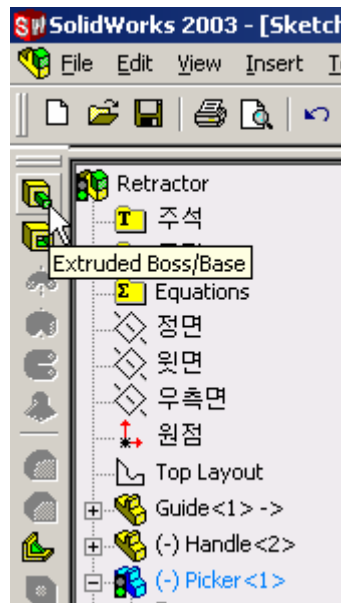 SolidWorks 2003 - [Sketch
File Edit View Insert
Retractor
주석
Extruded Boss/Base
Equations
정면
윗면
우측면
원점
Top Layout
Guide<1> ->
(-) Handle<2>
(-) Picker<1>